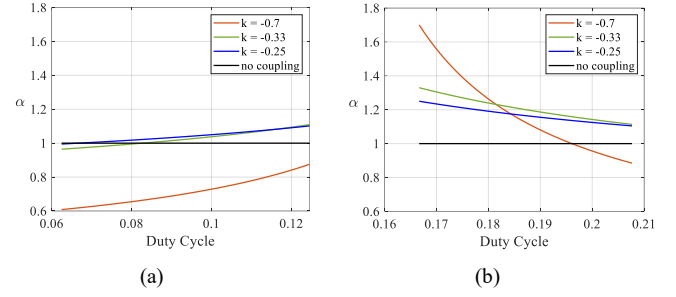 1.8
1.6
1.4
1.2
1
0.8
0.6
α
0.06
0.08
0.1
0.12
Duty Cycle
k = -0.7
k = -0.33
k = -0.25
no coupling
(a)
1.8
1.6
1.4
1.2
1
0.8
0.6
α
0.16
0.17
0.18
0.19
0.2
0.21
Duty Cycle
k = -0.7
k = -0.33
k = -0.25
no coupling
(b)